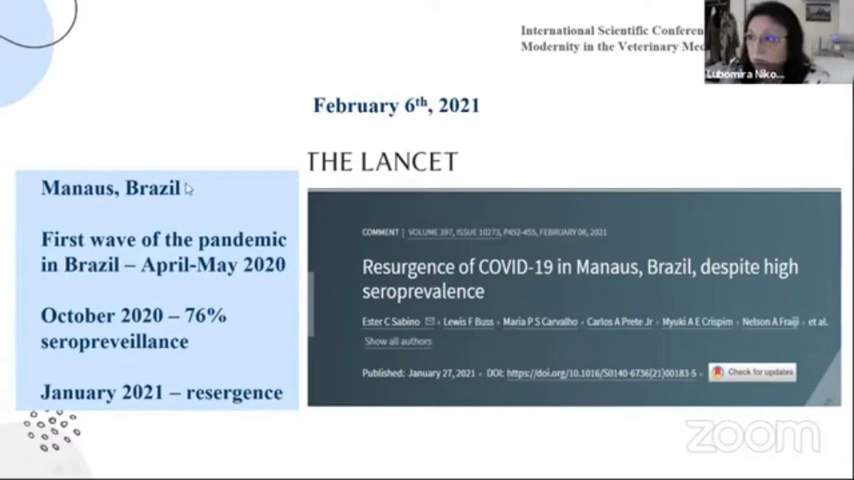 International Scientific
Modernity in the Veterinary
Lubomira Niko...
February 6th, 2021
THE LANCET
Manaus, Brazil
First wave of the pandemic
in Brazil – April-May 2020
October 2020 – 76%
seropreveillance
January 2021 – resergence
COMMENT | VOLUME 397, ISSUE 10273, P452-455, FEBRUARY 06, 2021
Resurgence of COVID-19 in Manaus, Brazil, despite high
seroprevalence
Ester C Sabino • Lewis F Buss • Maria P S Carvalho • Carlos A Prete Jr • Myuki A E Crispim • Nelson A Fraiji • et al.
Show all authors
Published: January 27, 2021 • DOI: https://doi.org/10.1016/S0140-6736(21)00183-5 •
Check for updates
zoom